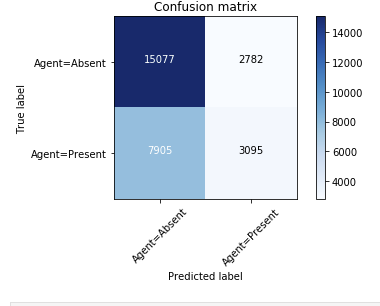 Confusion matrix
Agent=Absent
15077
2782
Agent=Present
7905
3095
True label
Agent=Absent
Agent=Present
Predicted label
14000
12000
10000
8000
6000
4000